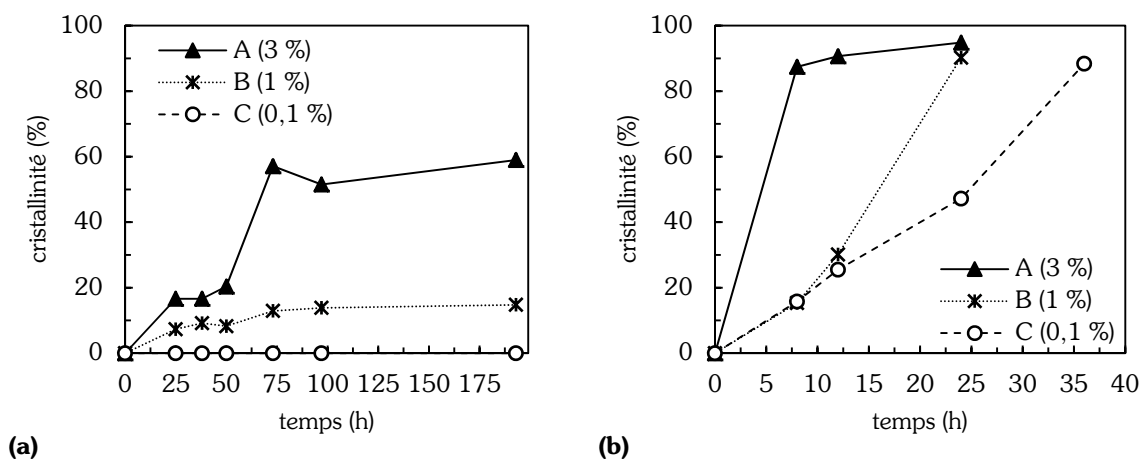 100
80
60
40
20
0
cristallinité (%)
A (3 %)
B (1 %)
C (0,1 %)
0 25 50 75 100 125 150 175
temps (h)
(a)
100
80
60
40
20
0
cristallinité (%)
A (3 %)
B (1 %)
C (0,1 %)
0 5 10 15 20 25 30 35 40
temps (h)
(b)